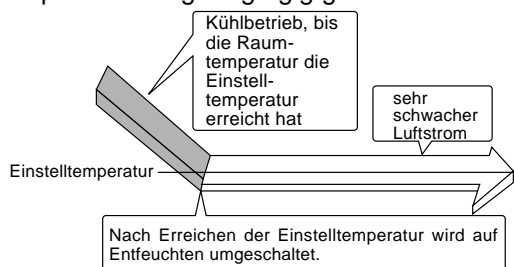 Kühlbetrieb, bis
die Raum-
temperatur die
Einstell-
temperatur
erreicht hat
sehr
schwacher
Luftstrom
Einstelltemperatur
Nach Erreichen der Einstelltemperatur wird auf
Entfeuchten umgeschaltet.